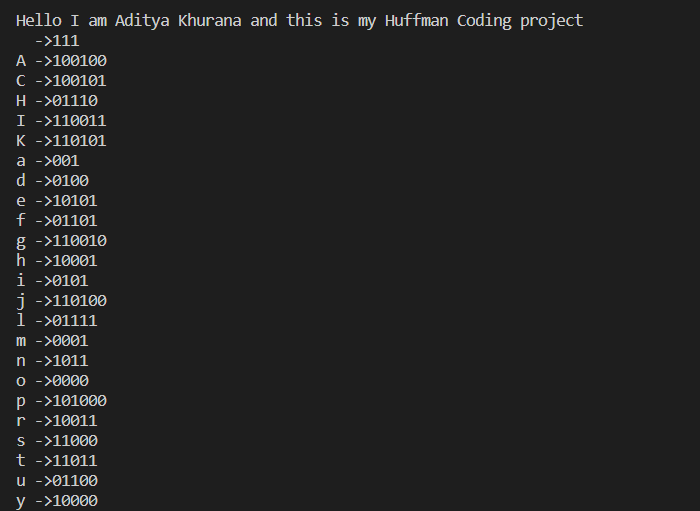 Hello I am Aditya Khurana and this is my Huffman Coding project
  ->111
A ->100100
C ->100101
H ->01110
I ->110011
K ->110101
a ->001
d ->0100
e ->10101
f ->01101
g ->110010
h ->10001
i ->0101
j ->110100
l ->01111
m ->0001
n ->1011
o ->0000
p ->101000
r ->10011
s ->11000
t ->11011
u ->01100
y ->10000